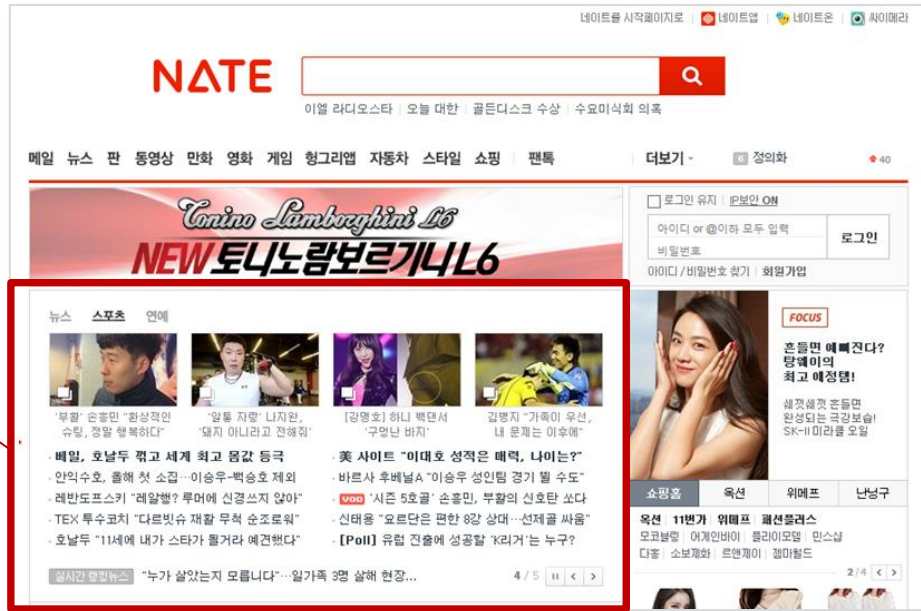 네이트를 시작페이지로 | 네이트앱 | 네이트온 | 싸이메라
NATE
이엘 라디오스타 | 오늘 대한 | 골든디스크 수상 | 수요미식회 의혹
메일 뉴스 판 동영상 만화 영화 게임 헝그리앱 자동차 스타일 쇼핑 | 팬톡
더보기 6 정의화 40
Tonino Lamborghini L6
NEW 토니노람보르기니 L6
로그인 유지 | IP보안 ON
아이디 or @이하 모두 입력
비밀번호
로그인
아이디/비밀번호 찾기 | 회원가입
뉴스 스포츠 연예
'부활' 손흥민 "환상적인
슈팅, 정말 행복하다"
'알통 자랑' 나지완,
'돼지 아니라고 전해줘'
[강명호] 하니 백댄서
'구멍난 바지'
김병지 "가족이 우선,
내 문제는 이후에"
· 베일, 호날두 꺾고 세계 최고 몸값 등극
· 안익수호, 올해 첫 소집…이승우-백승호 제외
· 레반도프스키 "레알행? 루머에 신경쓰지 않아"
· TEX 투수코치 "다르빗슈 재활 무척 순조로워"
· 호날두 "11세에 내가 스타가 될거라 예견했다"
· 美 사이트 "이대호 성적은 매력, 나이는?"
· 바르사 후베닐A "이승우 성인팀 경기 뛸 수도"
· VOD '시즌 5호골' 손흥민, 부활의 신호탄 쏘다
· 신태용 "요르단은 편한 8강 상대…선제골 싸움"
· [Poll] 유럽 진출에 성공할 'K리거'는 누구?
실시간 랭킹뉴스 "누가 살았는지 모릅니다"…일가족 3명 살해 현장...
4 / 5
FOCUS
흔들면 예뻐진다?
탕웨이의
최고 애정템!
쉐낏쉐낏 흔들면
완성되는 극강보습!
SK-II 미라클 오일
쇼핑홈 옥션 위메프 난닝구
옥션 | 11번가 | 위메프 | 패션플러스
모코블링 | 어게인바이 | 플라이모델 | 민스샵
다홍 | 소보제화 | 르앤제이 | 젬마월드
2/4